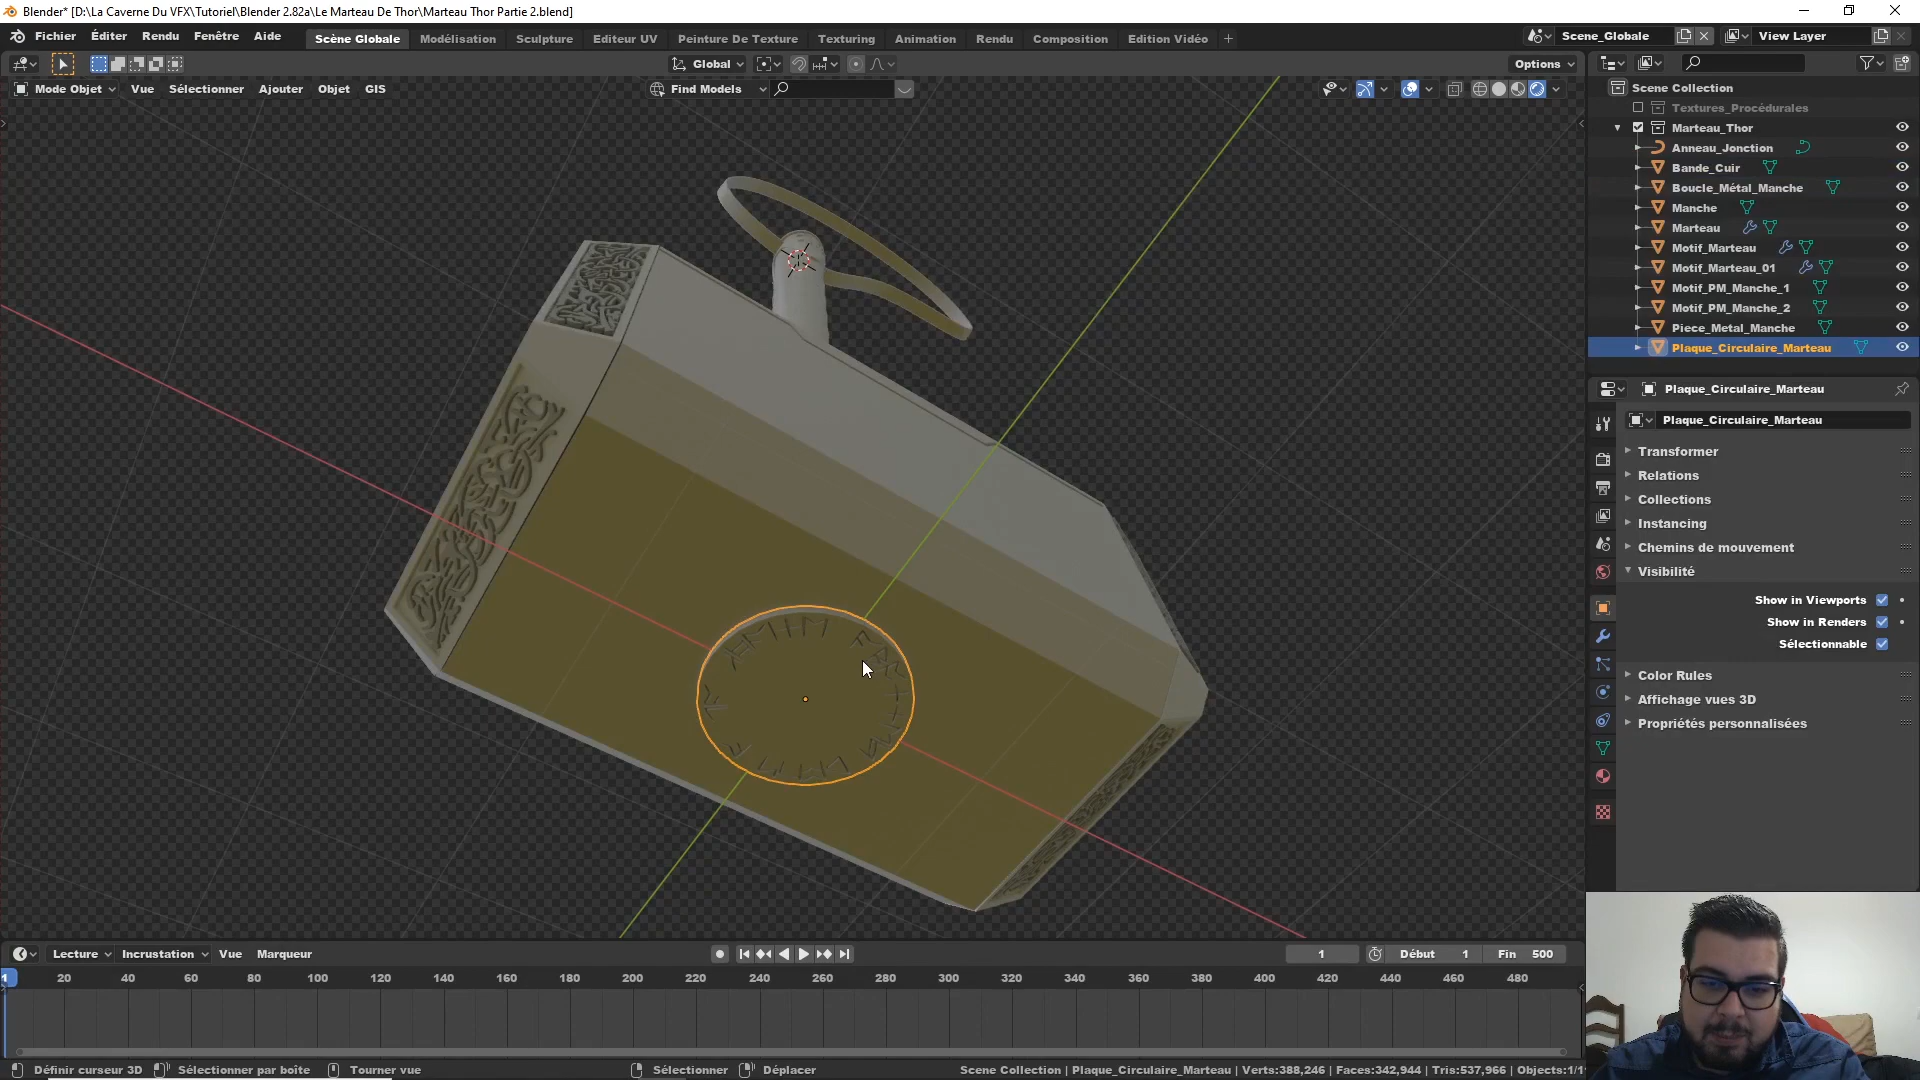 Blender* [D:\La Caverne Du VFX\Tutoriel\Blender 2.82a\Le Marteau De Thor\Marteau Thor Partie 2.blend]
Fichier Éditer Rendu Fenêtre Aide Scène Globale Modélisation Sculpture Editeur UV Peinture De Texture Texturing Animation Rendu Composition Edition Vidéo + Scene_Globale View Layer
Global Options
Mode Objet Vue Sélectionner Ajouter Objet GIS Find Models
Scene Collection
Textures_Procédurales
Marteau_Thor
Anneau_Jonction
Bande_Cuir
Boucle_Métal_Manche
Manche
Marteau
Motif_Marteau
Motif_Marteau_01
Motif_PM_Manche_1
Motif_PM_Manche_2
Piece_Metal_Manche
Plaque_Circulaire_Marteau
Plaque_Circulaire_Marteau
Plaque_Circulaire_Marteau
Transformer
Relations
Collections
Instancing
Chemins de mouvement
Visibilité
Show in Viewports
Show in Renders
Sélectionnable
Color Rules
Affichage vues 3D
Propriétés personnalisées
Lecture Incrustation Vue Marqueur 1 Début 1 Fin 500
1 20 40 60 80 100 120 140 160 180 200 220 240 260 280 300 320 340 360 380 400 420 440 460 480
Définir curseur 3D Sélectionner par boîte Tourner vue Sélectionner Déplacer Scene Collection | Plaque_Circulaire_Marteau | Verts:388,246 | Faces:342,944 | Tris:537,966 | Objects:1/1